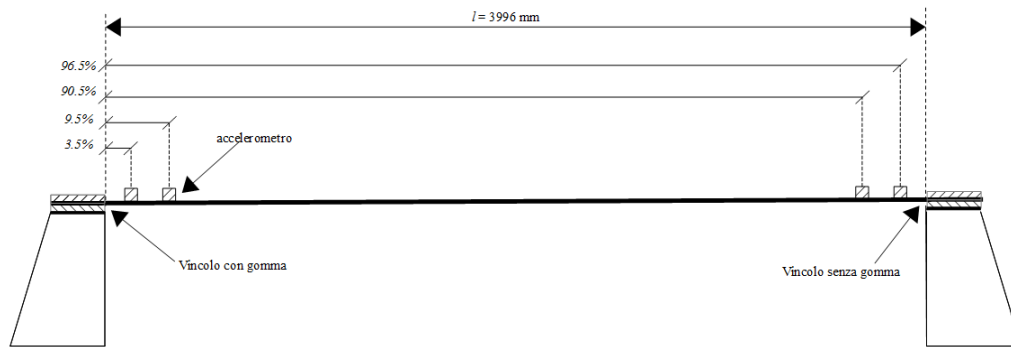 l = 3996 mm
96.5%
90.5%
9.5%
3.5%
accelerometro
Vincolo con gomma
Vincolo senza gomma